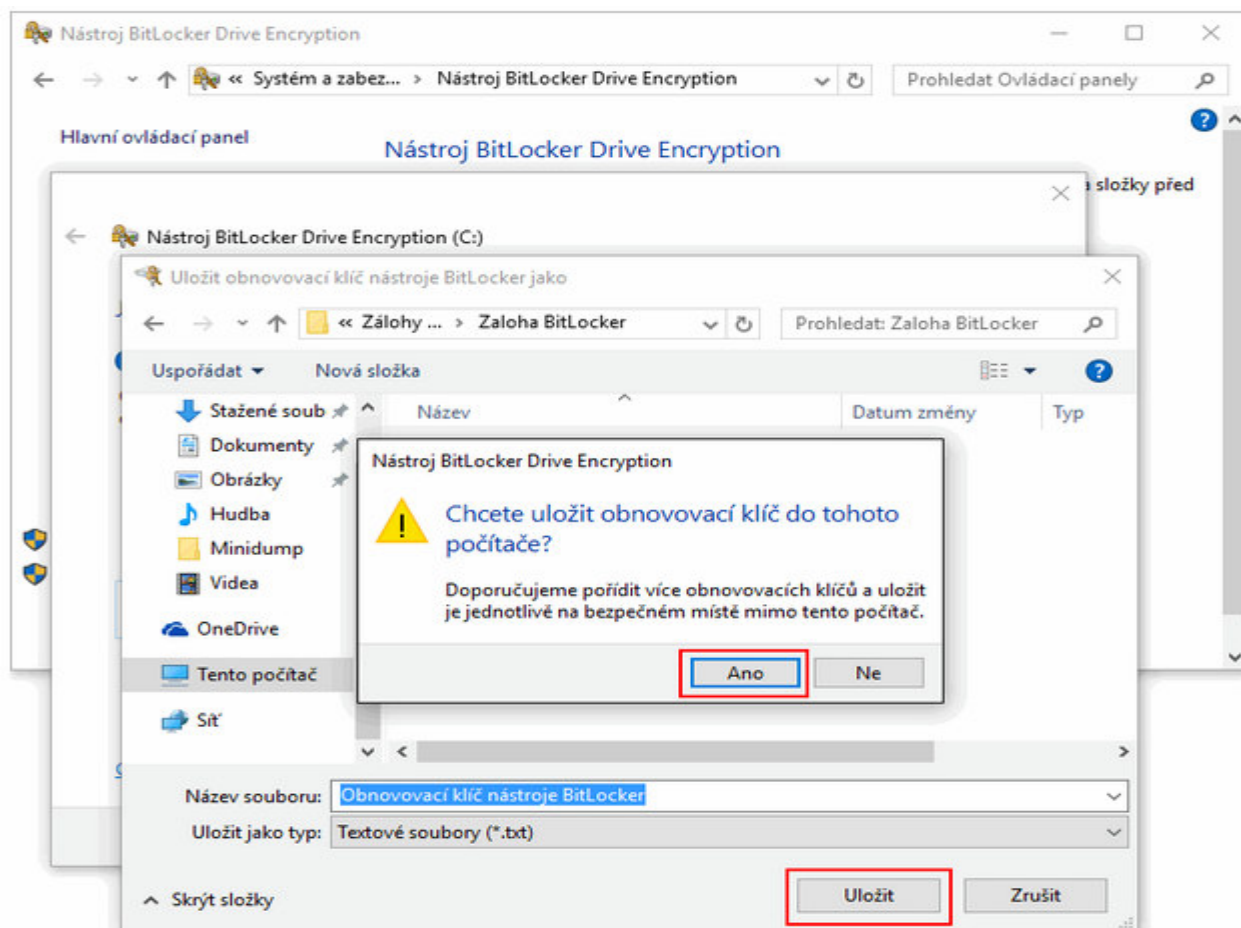 Nástroj BitLocker Drive Encryption
« Systém a zabez... > Nástroj BitLocker Drive Encryption
Prohledat Ovládací panely
Hlavní ovládací panel
Nástroj BitLocker Drive Encryption
složky před
Nástroj BitLocker Drive Encryption (C:)
Uložit obnovovací klíč nástroje BitLocker jako
« Zálohy ... > Zaloha BitLocker
Prohledat: Zaloha BitLocker
Uspořádat
Nová složka
Název
Datum změny
Typ
Stažené soub
Dokumenty
Obrázky
Hudba
Minidump
Videa
OneDrive
Tento počítač
Síť
Nástroj BitLocker Drive Encryption
Chcete uložit obnovovací klíč do tohoto
počítače?
Doporučujeme pořídit více obnovovacích klíčů a uložit
je jednotlivě na bezpečném místě mimo tento počítač.
Ano
Ne
Název souboru: Obnovovací klíč nástroje BitLocker
Uložit jako typ: Textové soubory (*.txt)
Skrýt složky
Uložit
Zrušit